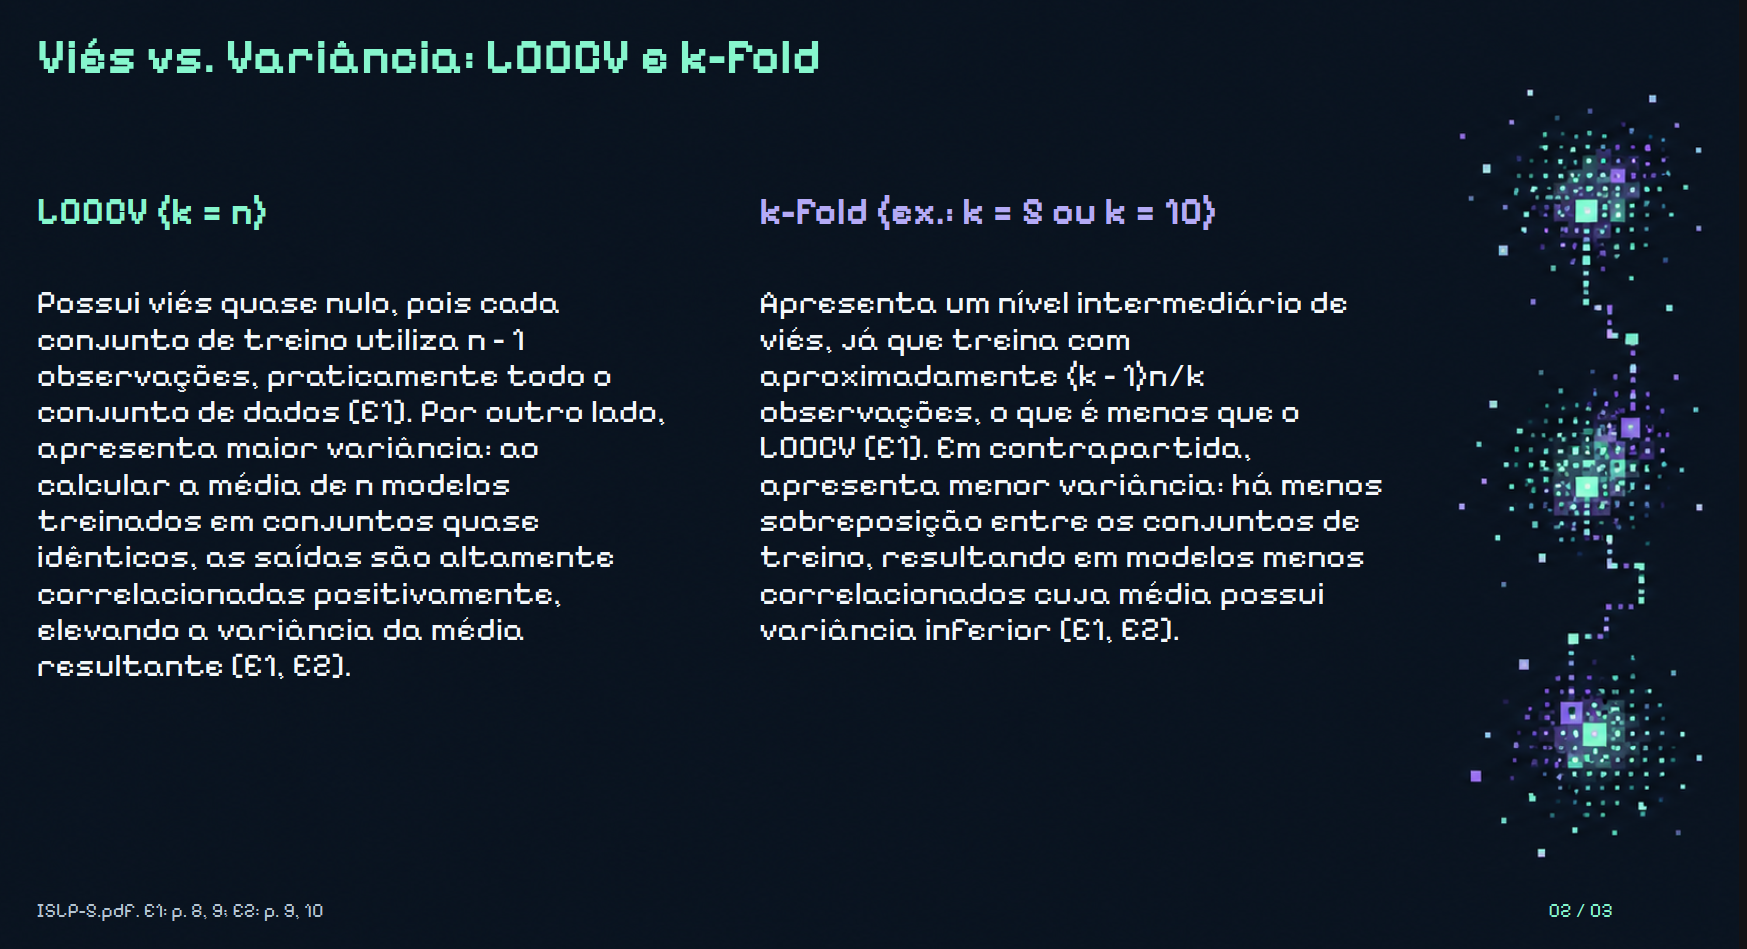 Viés vs. Variância: LOOCV e k-Fold
LOOCV (k = n)
Possui viés quase nulo, pois cada
conjunto de treino utiliza n - 1
observações, praticamente todo o
conjunto de dados [E1]. Por outro lado,
apresenta maior variância: ao
calcular a média de n modelos
treinados em conjuntos quase
idênticos, as saídas são altamente
correlacionadas positivamente,
elevando a variância da média
resultante [E1, E2].
k-Fold (ex.: k = 5 ou k = 10)
Apresenta um nível intermediário de
viés, já que treina com
aproximadamente (k - 1)n/k
observações, o que é menos que o
LOOCV [E1]. Em contrapartida,
apresenta menor variância: há menos
sobreposição entre os conjuntos de
treino, resultando em modelos menos
correlacionados cuja média possui
variância inferior [E1, E2].
ISLP-5.pdf. E1: p. 8, 9; E2: p. 9, 10
02 / 03